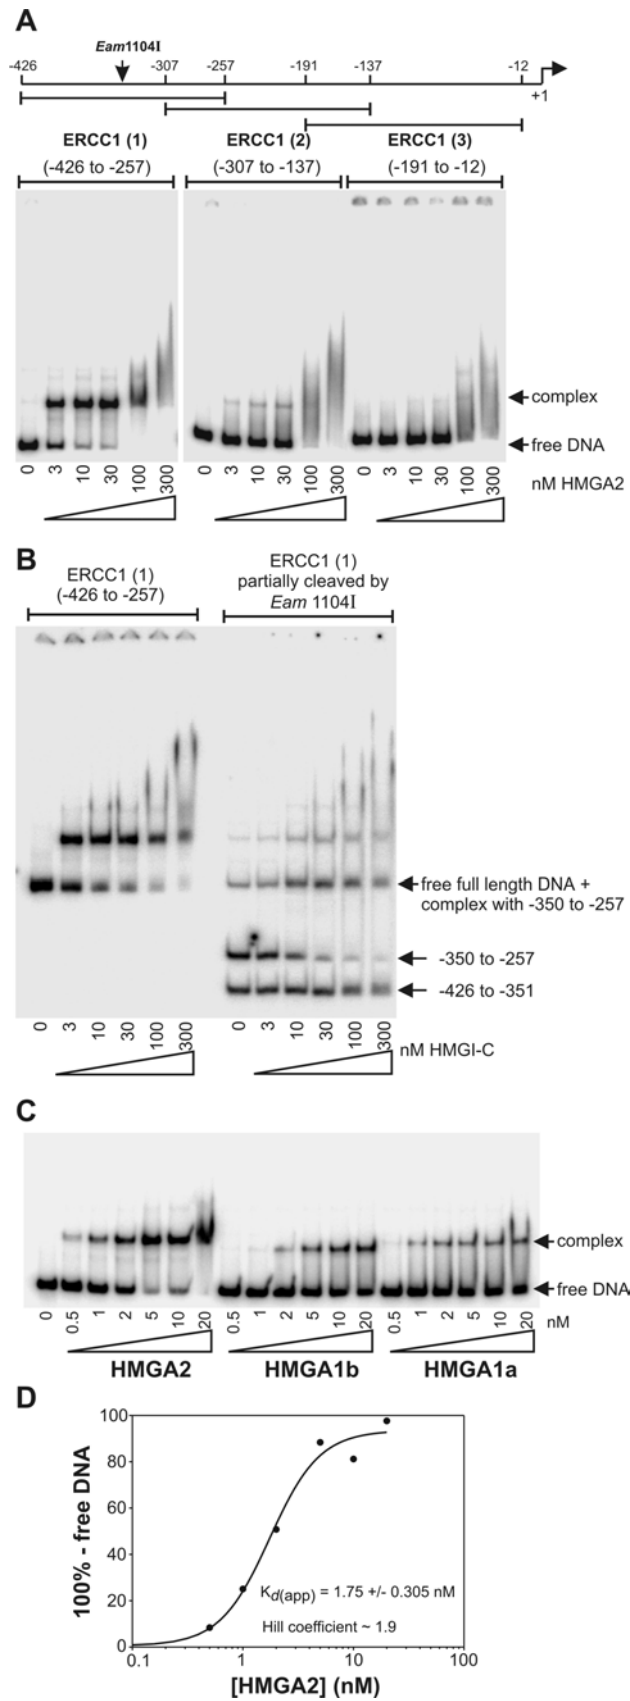 A
Eam1104I
-426 -307 -257 -191 -137 -12
+1
ERCC1 (1) ERCC1 (2) ERCC1 (3)
(-426 to -257) (-307 to -137) (-191 to -12)
complex
free DNA
0 3 10 30 100 300 0 3 10 30 100 300 0 3 10 30 100 300
nM HMGA2
B
ERCC1 (1)
(-426 to -257)
ERCC1 (1)
partially cleaved by
Eam 1104I
free full length DNA +
complex with -350 to -257
-350 to -257
-426 to -351
0 3 10 30 100 300 0 3 10 30 100 300
nM HMGI-C
C
complex
free DNA
0 0.5 1 2 5 10 20 0.5 1 2 5 10 20 0.5 1 2 5 10 20 nM
HMGA2 HMGA1b HMGA1a
D
100% - free DNA
100
80
60
40
20
0
Kd(app) = 1.75 +/- 0.305 nM
Hill coefficient ~ 1.9
0.1 1 10 100
[HMGA2] (nM)